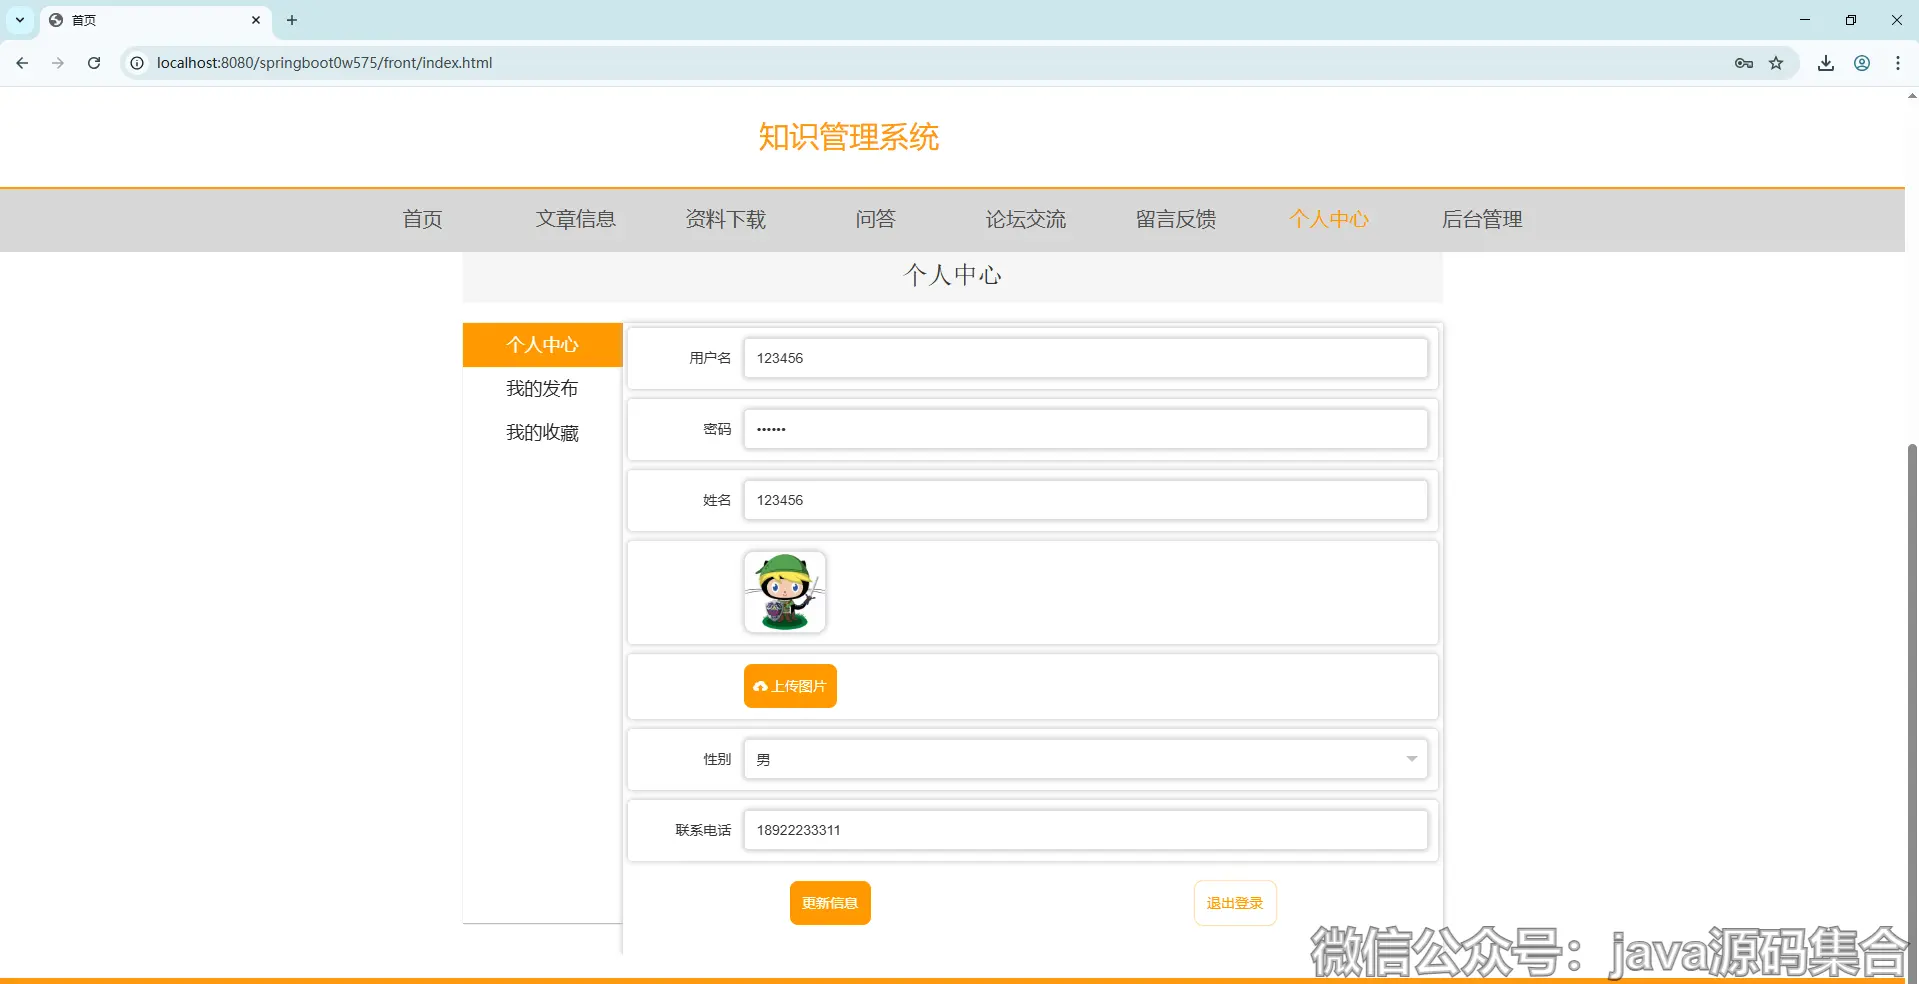 首页
localhost:8080/springboot0w575/front/index.html
知识管理系统
首页 文章信息 资料下载 问答 论坛交流 留言反馈 个人中心 后台管理
个人中心
个人中心
我的发布
我的收藏
用户名 123456
密码 ••••••
姓名 123456
上传图片
性别 男
联系电话 18922233311
更新信息 退出登录
微信公众号：java源码集合